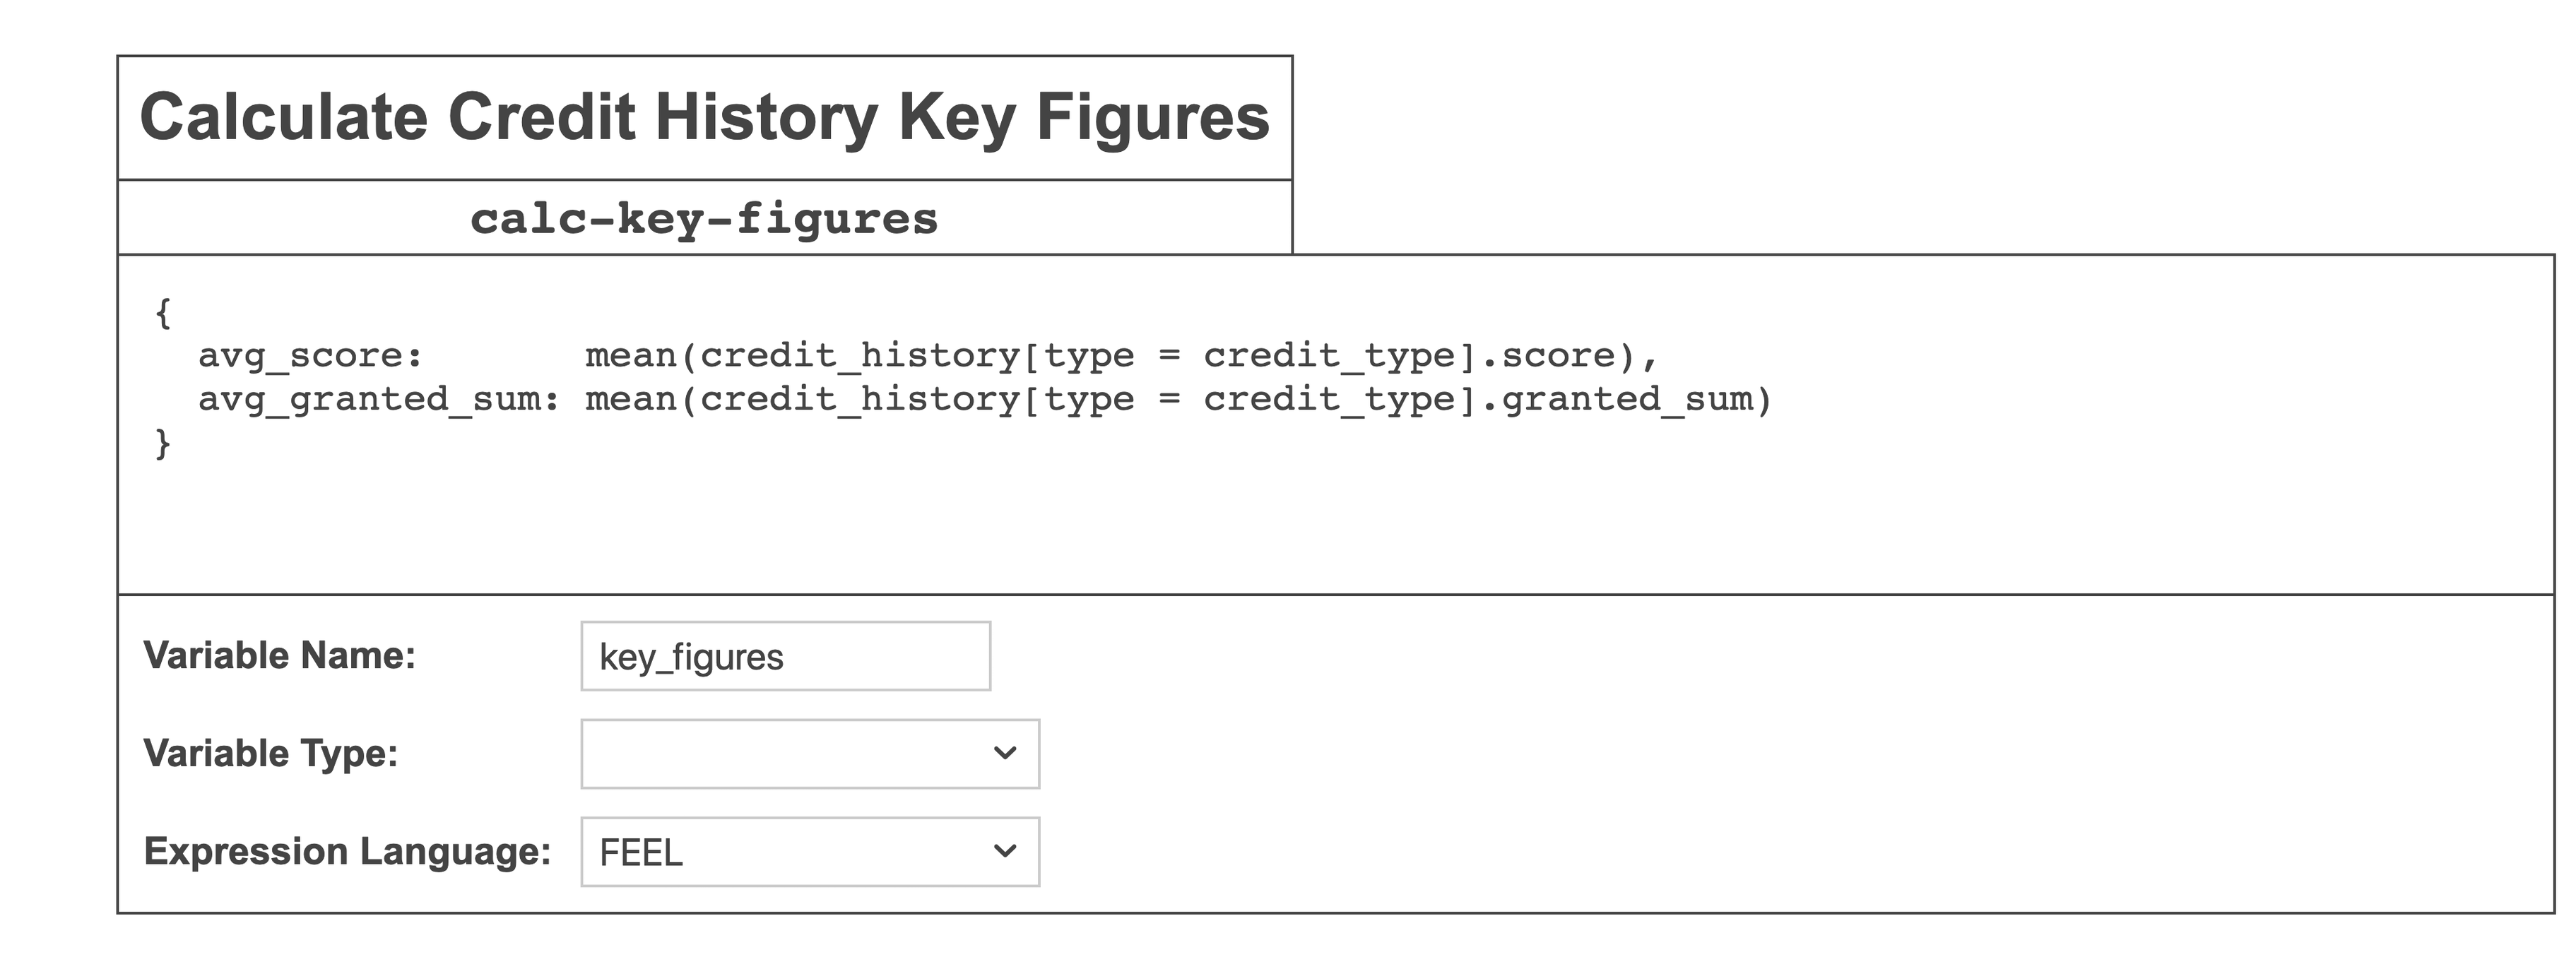 Calculate Credit History Key Figures
calc-key-figures
{
  avg_score:       mean(credit_history[type = credit_type].score),
  avg_granted_sum: mean(credit_history[type = credit_type].granted_sum)
}
Variable Name: key_figures
Variable Type:
Expression Language: FEEL